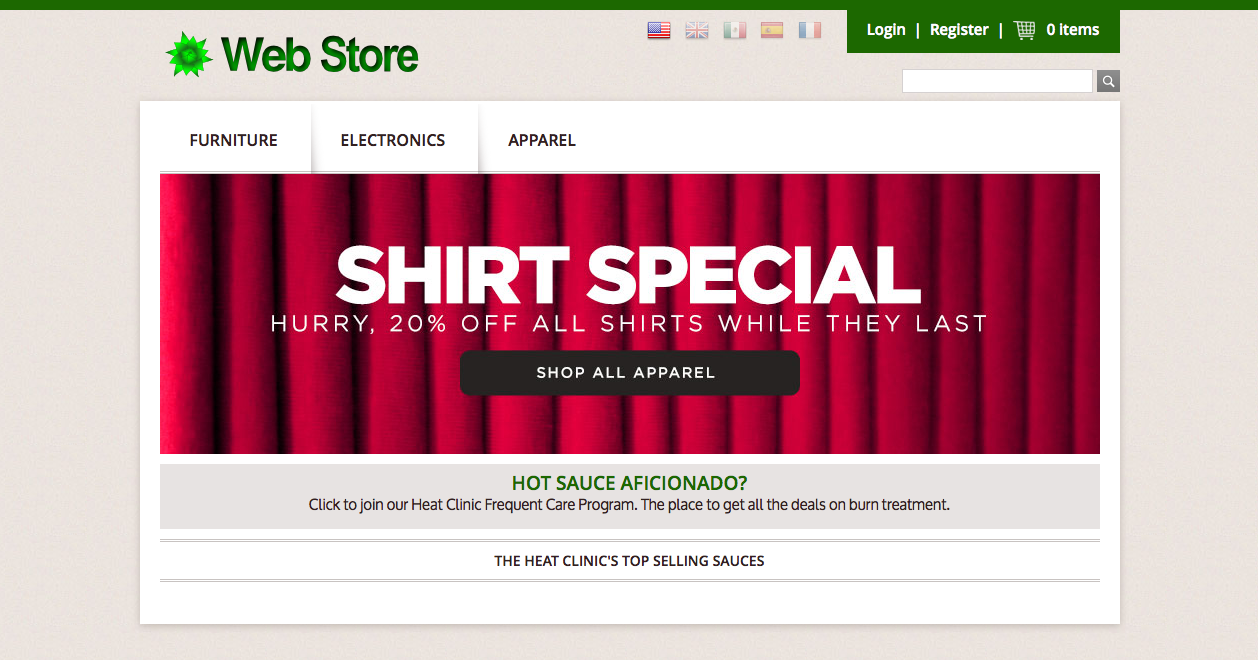 Web Store
Login | Register | 0 items
FURNITURE
ELECTRONICS
APPAREL
SHIRT SPECIAL
HURRY, 20% OFF ALL SHIRTS WHILE THEY LAST
SHOP ALL APPAREL
HOT SAUCE AFICIONADO?
Click to join our Heat Clinic Frequent Care Program. The place to get all the deals on burn treatment.
THE HEAT CLINIC'S TOP SELLING SAUCES